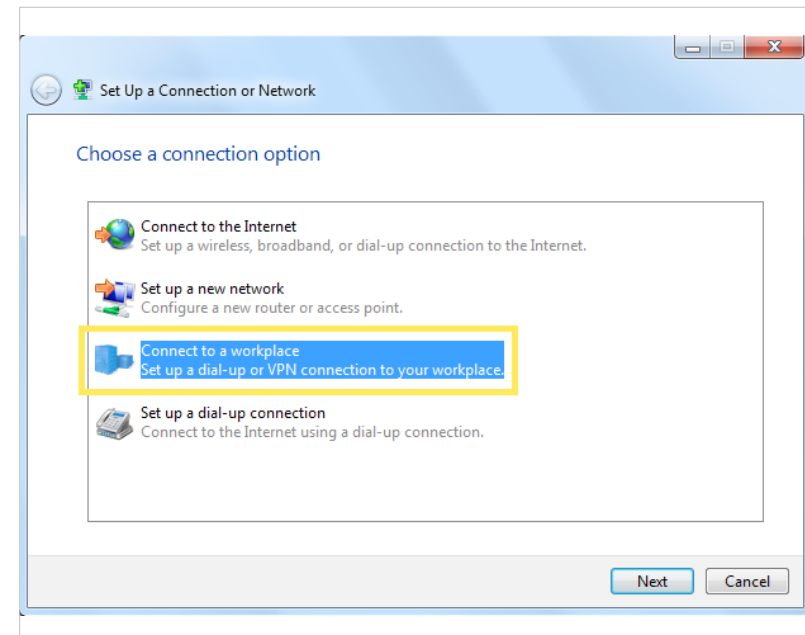 Set Up a Connection or Network
Choose a connection option
Connect to the Internet
Set up a wireless, broadband, or dial-up connection to the Internet.
Set up a new network
Configure a new router or access point.
Connect to a workplace
Set up a dial-up or VPN connection to your workplace.
Set up a dial-up connection
Connect to the Internet using a dial-up connection.
Next Cancel